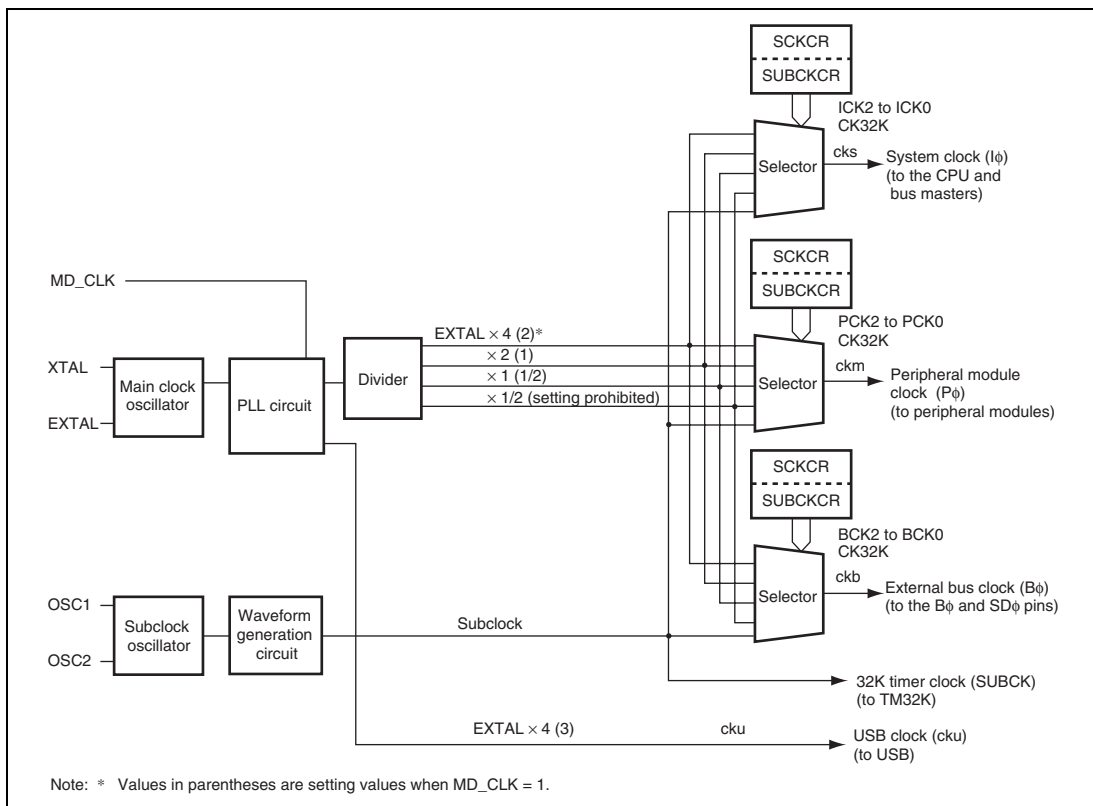 SCKCR
SUBCKCR
ICK2 to ICK0
CK32K
Selector
cks
System clock (Iϕ)
(to the CPU and
bus masters)
SCKCR
SUBCKCR
MD_CLK
PCK2 to PCK0
CK32K
EXTAL × 4 (2)*
× 2 (1)
× 1 (1/2)
× 1/2 (setting prohibited)
XTAL
EXTAL
Main clock
oscillator
PLL circuit
Divider
Selector
ckm
Peripheral module
clock (Pϕ)
(to peripheral modules)
SCKCR
SUBCKCR
BCK2 to BCK0
CK32K
Selector
ckb
External bus clock (Bϕ)
(to the Bϕ and SDϕ pins)
OSC1
OSC2
Subclock
oscillator
Waveform
generation
circuit
Subclock
32K timer clock (SUBCK)
(to TM32K)
EXTAL × 4 (3)
cku
USB clock (cku)
(to USB)
Note: * Values in parentheses are setting values when MD_CLK = 1.